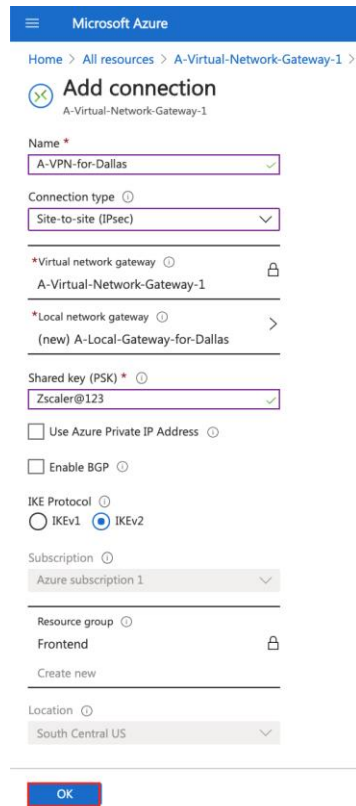 Microsoft Azure
Home > All resources > A-Virtual-Network-Gateway-1 >
Add connection
A-Virtual-Network-Gateway-1
Name *
A-VPN-for-Dallas
Connection type
Site-to-site (IPsec)
*Virtual network gateway
A-Virtual-Network-Gateway-1
*Local network gateway
(new) A-Local-Gateway-for-Dallas
Shared key (PSK) *
Zscaler@123
Use Azure Private IP Address
Enable BGP
IKE Protocol
IKEv1 IKEv2
Subscription
Azure subscription 1
Resource group
Frontend
Create new
Location
South Central US
OK